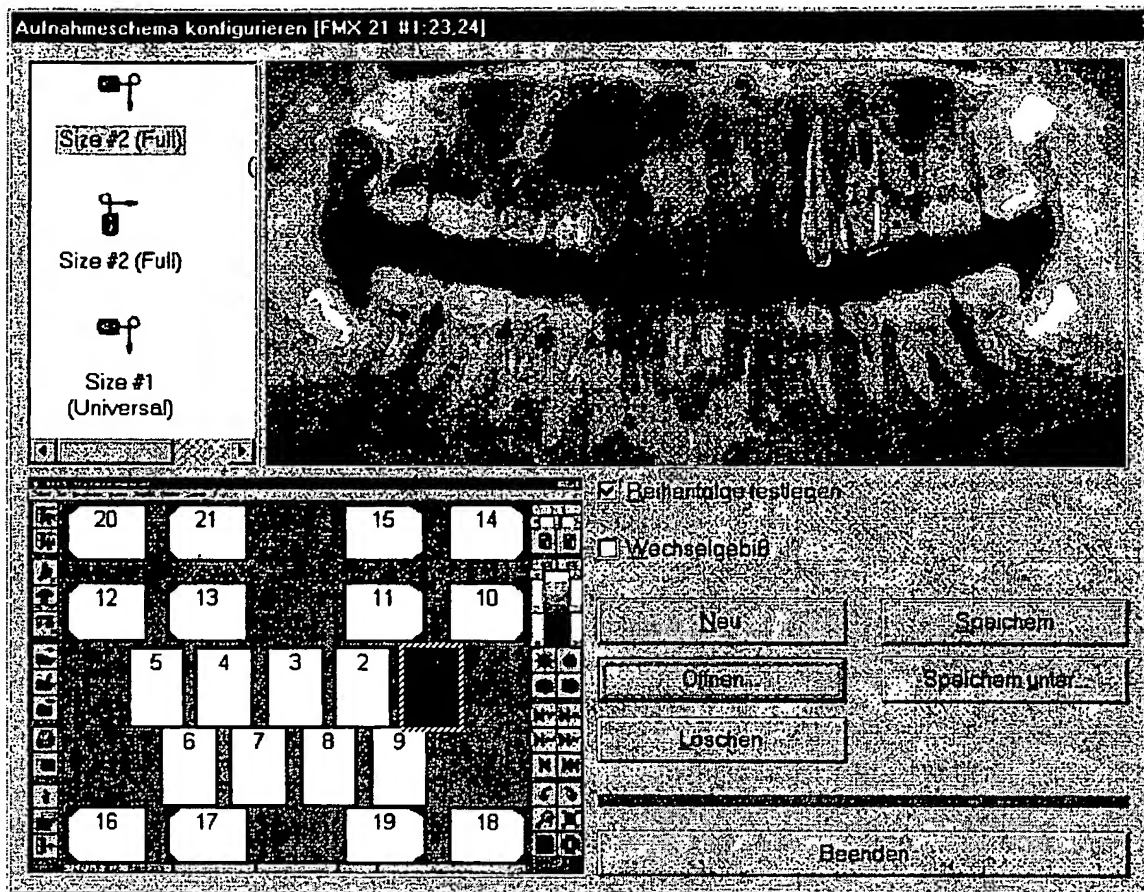 Aufnahmeschema konfigurieren [FMX 21 #1:23,24]
Size #2 (Full)
Size #2 (Full)
Size #1
(Universal)
Reihenfolge festlegen
Wechselgebiß
20 21 15 14
12 13 11 10
5 4 3 2
6 7 8 9
16 17 19 18
Neu
Speichern
Öffnen...
Speichern unter...
Löschen
Beenden